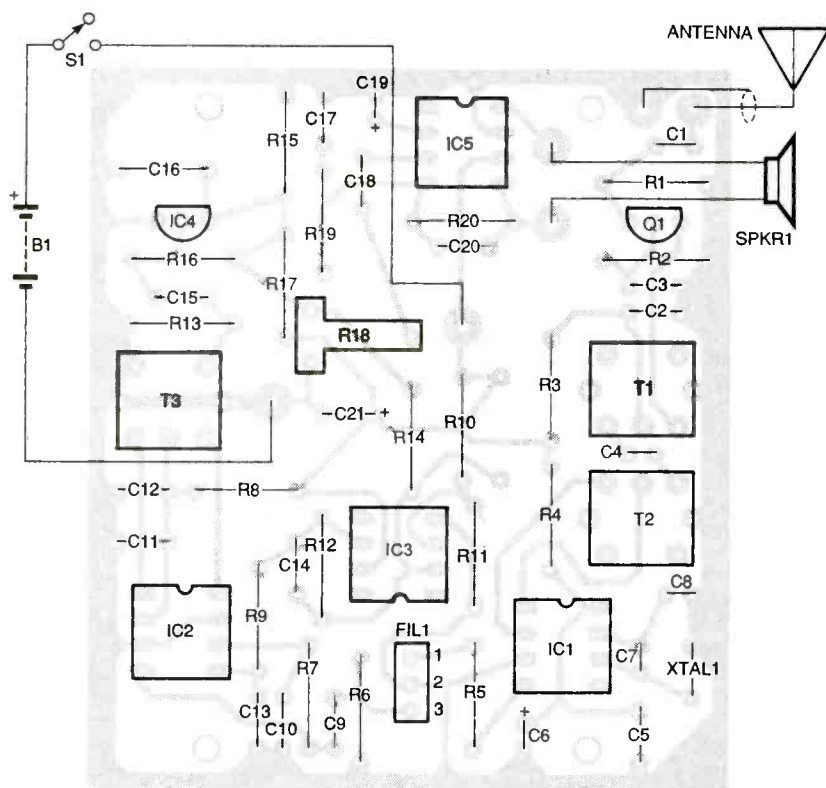 ANTENNA
S1
C19
C17
C1
R15
IC5
C16
C18
R1
IC4
R19
R20
Q1
SPKR1
+
B1
R16
C20
R2
R17
C15
C3
R13
C2
R18
T3
R3
T1
C21 +
R14
R10
C4
C12
R8
R4
T2
C11
R12
IC3
R11
C14
C8
R9
IC2
FIL1
IC1
R7
1
C7
XTAL1
R6
2
R5
3
C13
C10
C9
+
C6
C5
+